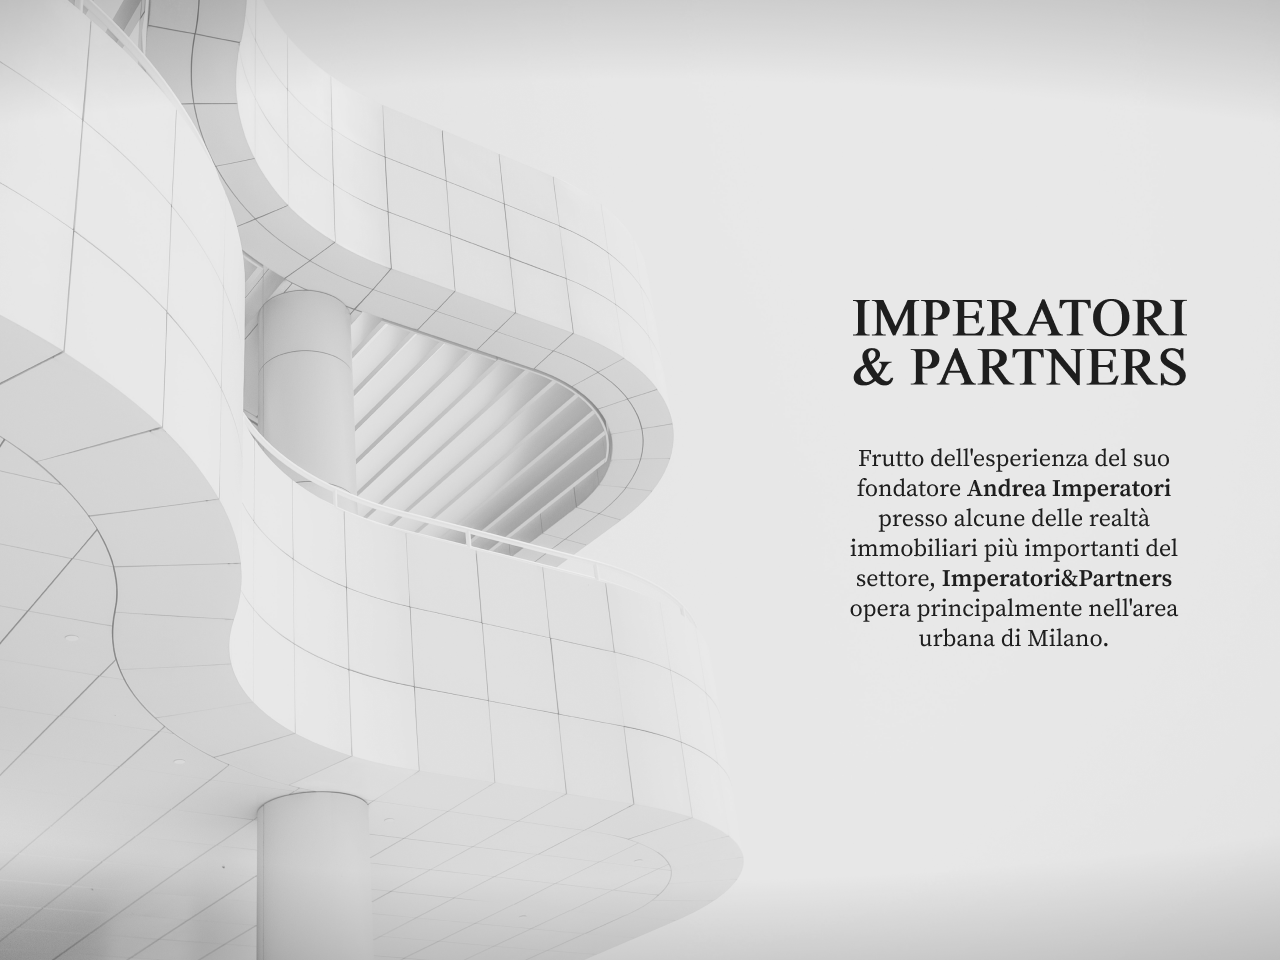 IMPERATORI
& PARTNERS
Frutto dell'esperienza del suo
fondatore Andrea Imperatori
presso alcune delle realtà
immobiliari più importanti del
settore, Imperatori&Partners
opera principalmente nell'area
urbana di Milano.